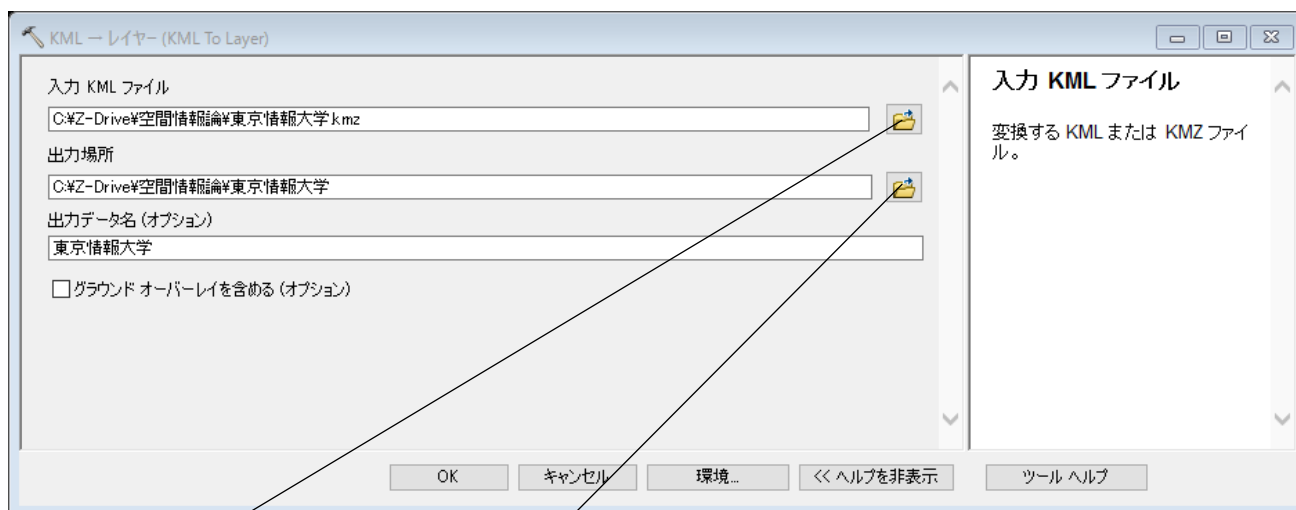 KML → レイヤー (KML To Layer)
入力 KML ファイル
C:¥Z-Drive¥空間情報論¥東京情報大学.kmz
出力場所
C:¥Z-Drive¥空間情報論¥東京情報大学
出力データ名 (オプション)
東京情報大学
グラウンド オーバーレイを含める (オプション)
OK
キャンセル
環境...
<< ヘルプを非表示
入力 KML ファイル
変換する KML または KMZ ファイ
ル。
ツール ヘルプ